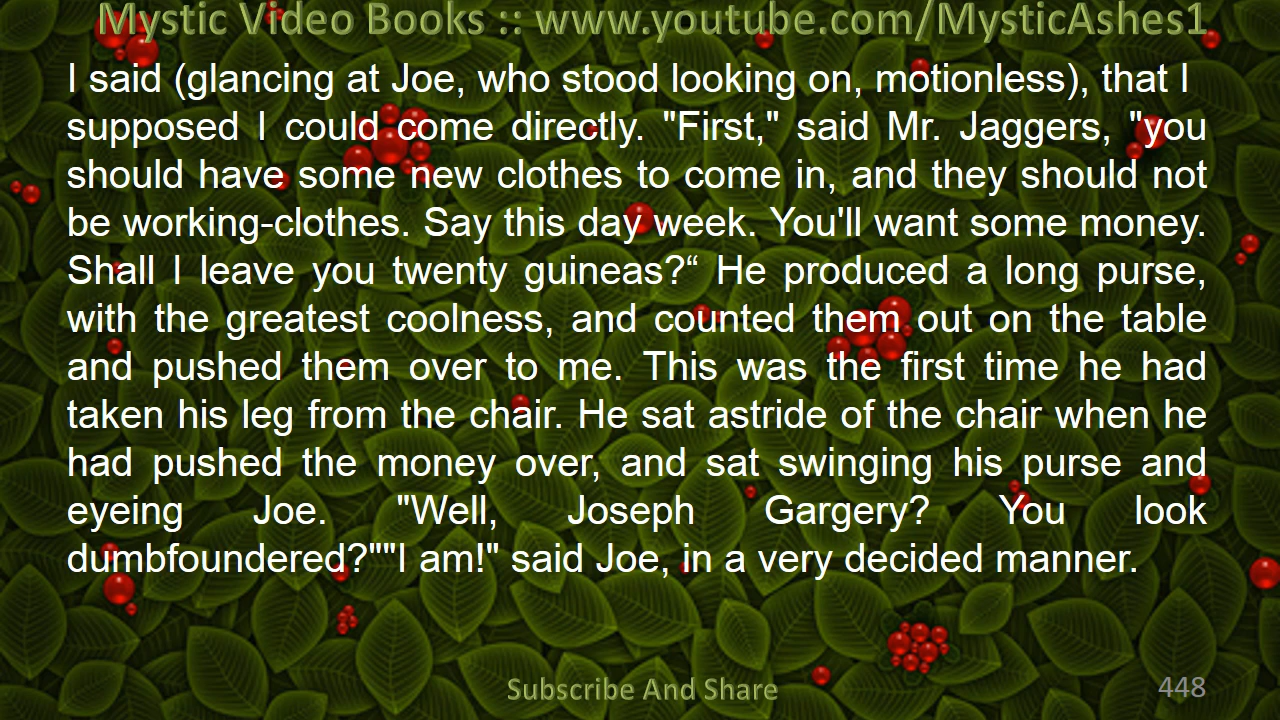 Mystic Video Books :: www.youtube.com/MysticAshes1
I said (glancing at Joe, who stood looking on, motionless), that I
supposed I could come directly. "First," said Mr. Jaggers, "you
should have some new clothes to come in, and they should not
be working-clothes. Say this day week. You'll want some money.
Shall I leave you twenty guineas?“ He produced a long purse,
with the greatest coolness, and counted them out on the table
and pushed them over to me. This was the first time he had
taken his leg from the chair. He sat astride of the chair when he
had pushed the money over, and sat swinging his purse and
eyeing Joe. "Well, Joseph Gargery? You look
dumbfoundered?""I am!" said Joe, in a very decided manner.
Subscribe And Share
448